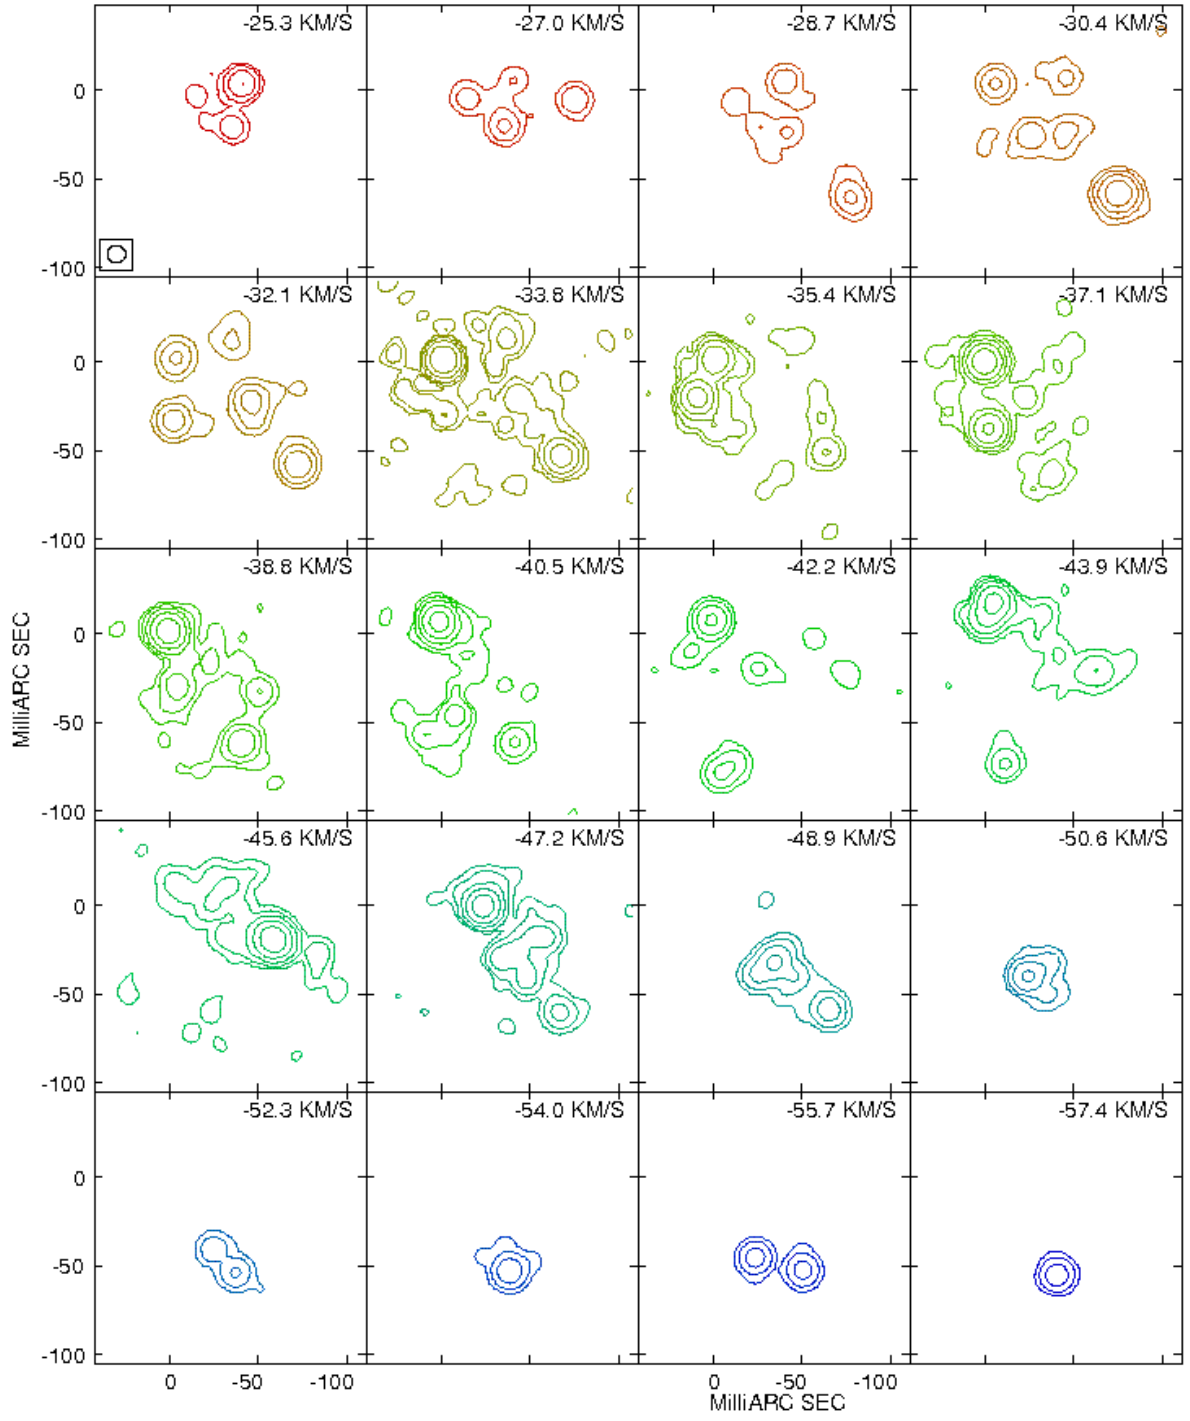 -25.3 KM/S -27.0 KM/S -28.7 KM/S -30.4 KM/S
0
-50
-100
-32.1 KM/S -33.8 KM/S -35.4 KM/S -37.1 KM/S
0
-50
-100
-38.8 KM/S -40.5 KM/S -42.2 KM/S -43.9 KM/S
0
-50
-100
MilliARC SEC
-45.6 KM/S -47.2 KM/S -48.9 KM/S -50.6 KM/S
0
-50
-100
-52.3 KM/S -54.0 KM/S -55.7 KM/S -57.4 KM/S
0
-50
-100
0 -50 -100 0 -50 -100
MilliARC SEC